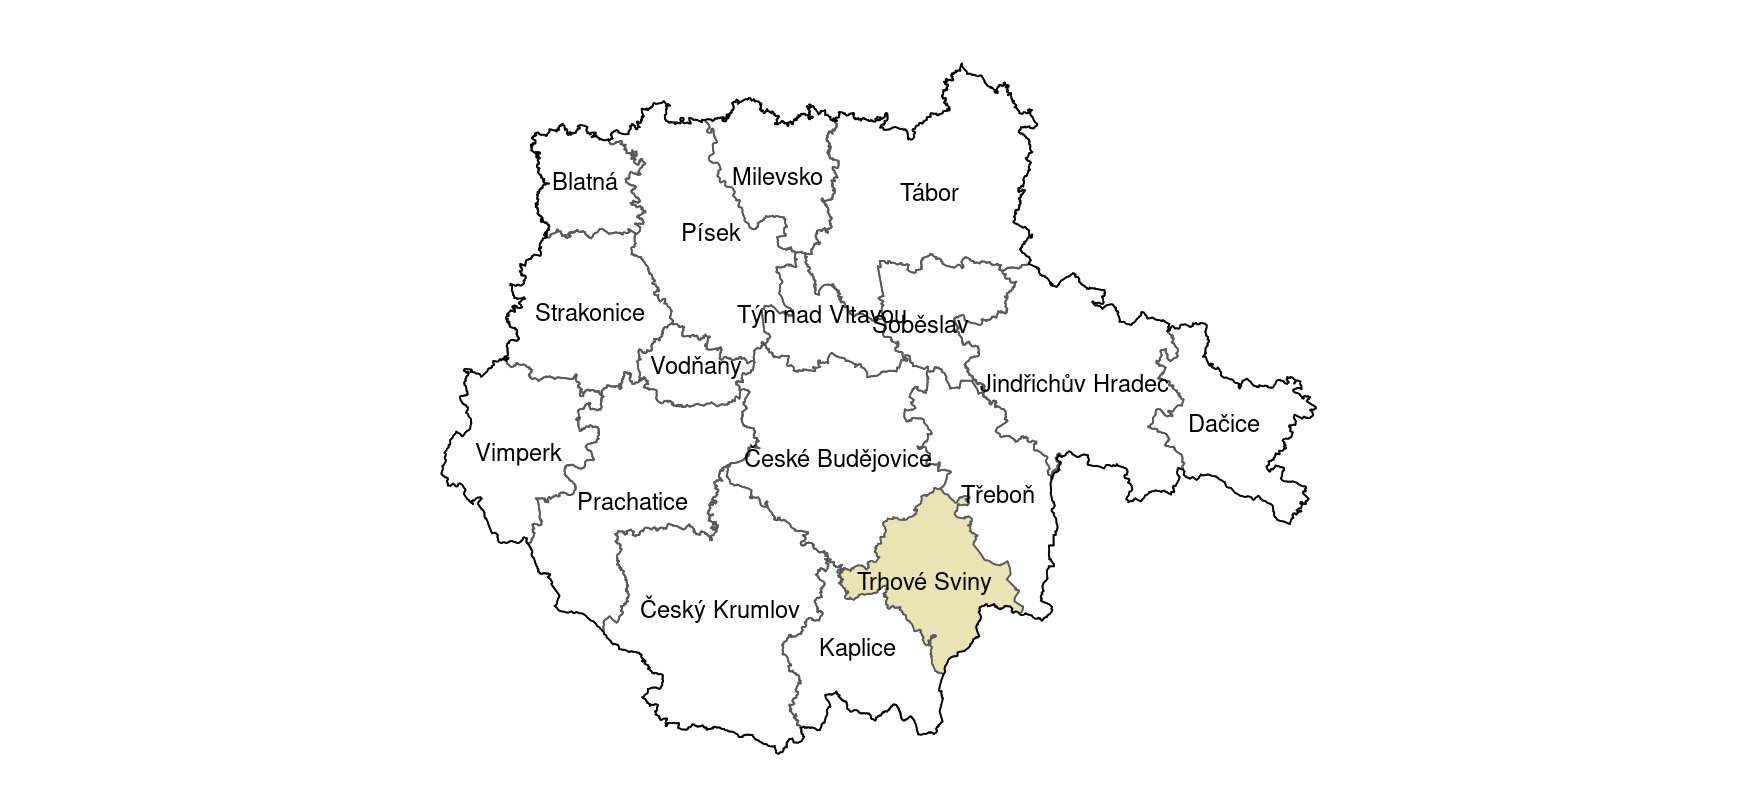 Milevsko
Blatná
Tábor
Písek
Strakonice
Týn nad Vltavou
Soběslav
Vodňany
Jindřichův Hradec
Dačice
Vimperk
České Budějovice
Třeboň
Prachatice
Trhové Sviny
Český Krumlov
Kaplice